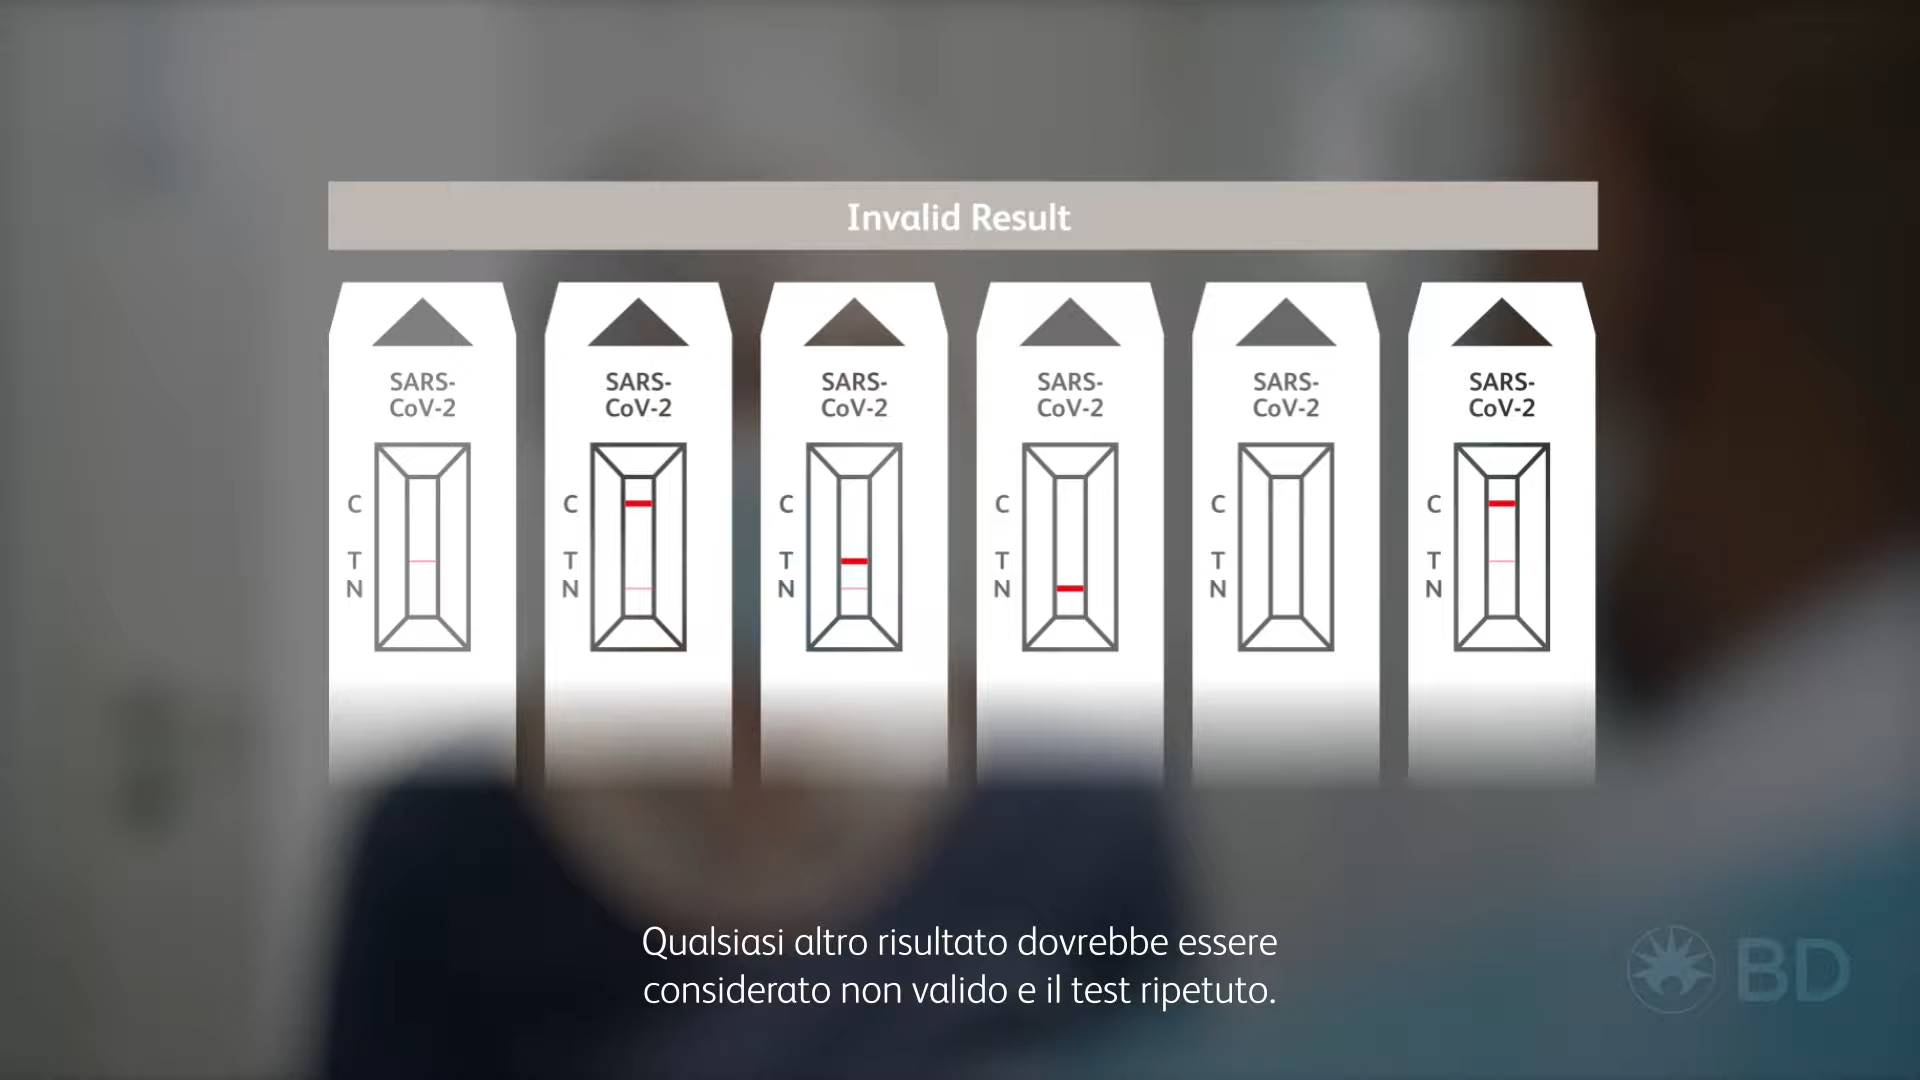 Invalid Result
SARS- SARS- SARS- SARS- SARS- SARS-
CoV-2 CoV-2 CoV-2 CoV-2 CoV-2 CoV-2
C C C C C C
T T T T T T
N N N N N N
Qualsiasi altro risultato dovrebbe essere
considerato non valido e il test ripetuto.
BD